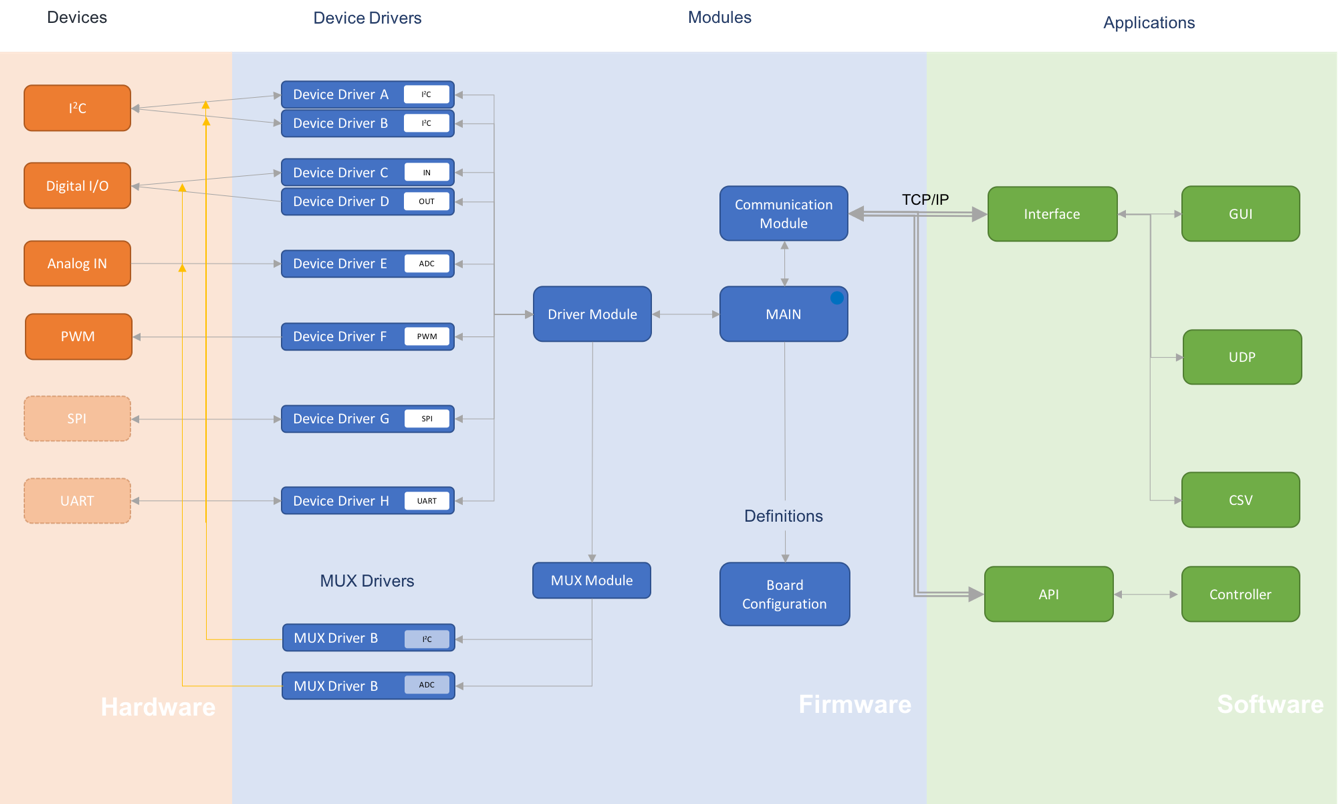 Devices
Device Drivers
Modules
Applications
I²C
Digital I/O
Analog IN
PWM
SPI
UART
Device Driver A I²C
Device Driver B I²C
Device Driver C IN
Device Driver D OUT
Device Driver E ADC
Device Driver F PWM
Device Driver G SPI
Device Driver H UART
MUX Drivers
MUX Driver B I²C
MUX Driver B ADC
Driver Module
MUX Module
Communication
Module
MAIN
Definitions
Board
Configuration
TCP/IP
Interface
GUI
UDP
CSV
API
Controller
Hardware
Firmware
Software